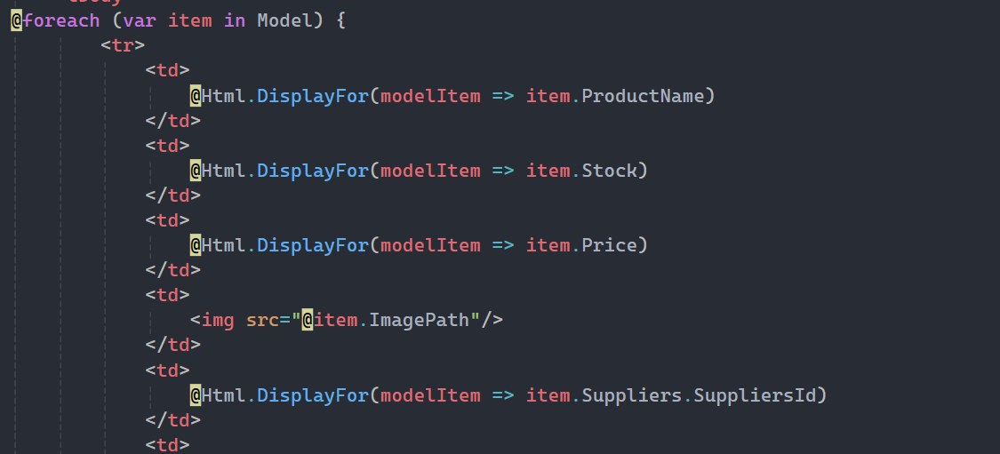 tbody
@foreach (var item in Model) {
<tr>
<td>
@Html.DisplayFor(modelItem => item.ProductName)
</td>
<td>
@Html.DisplayFor(modelItem => item.Stock)
</td>
<td>
@Html.DisplayFor(modelItem => item.Price)
</td>
<td>
<img src="@item.ImagePath"/>
</td>
<td>
@Html.DisplayFor(modelItem => item.Suppliers.SuppliersId)
</td>
<td>